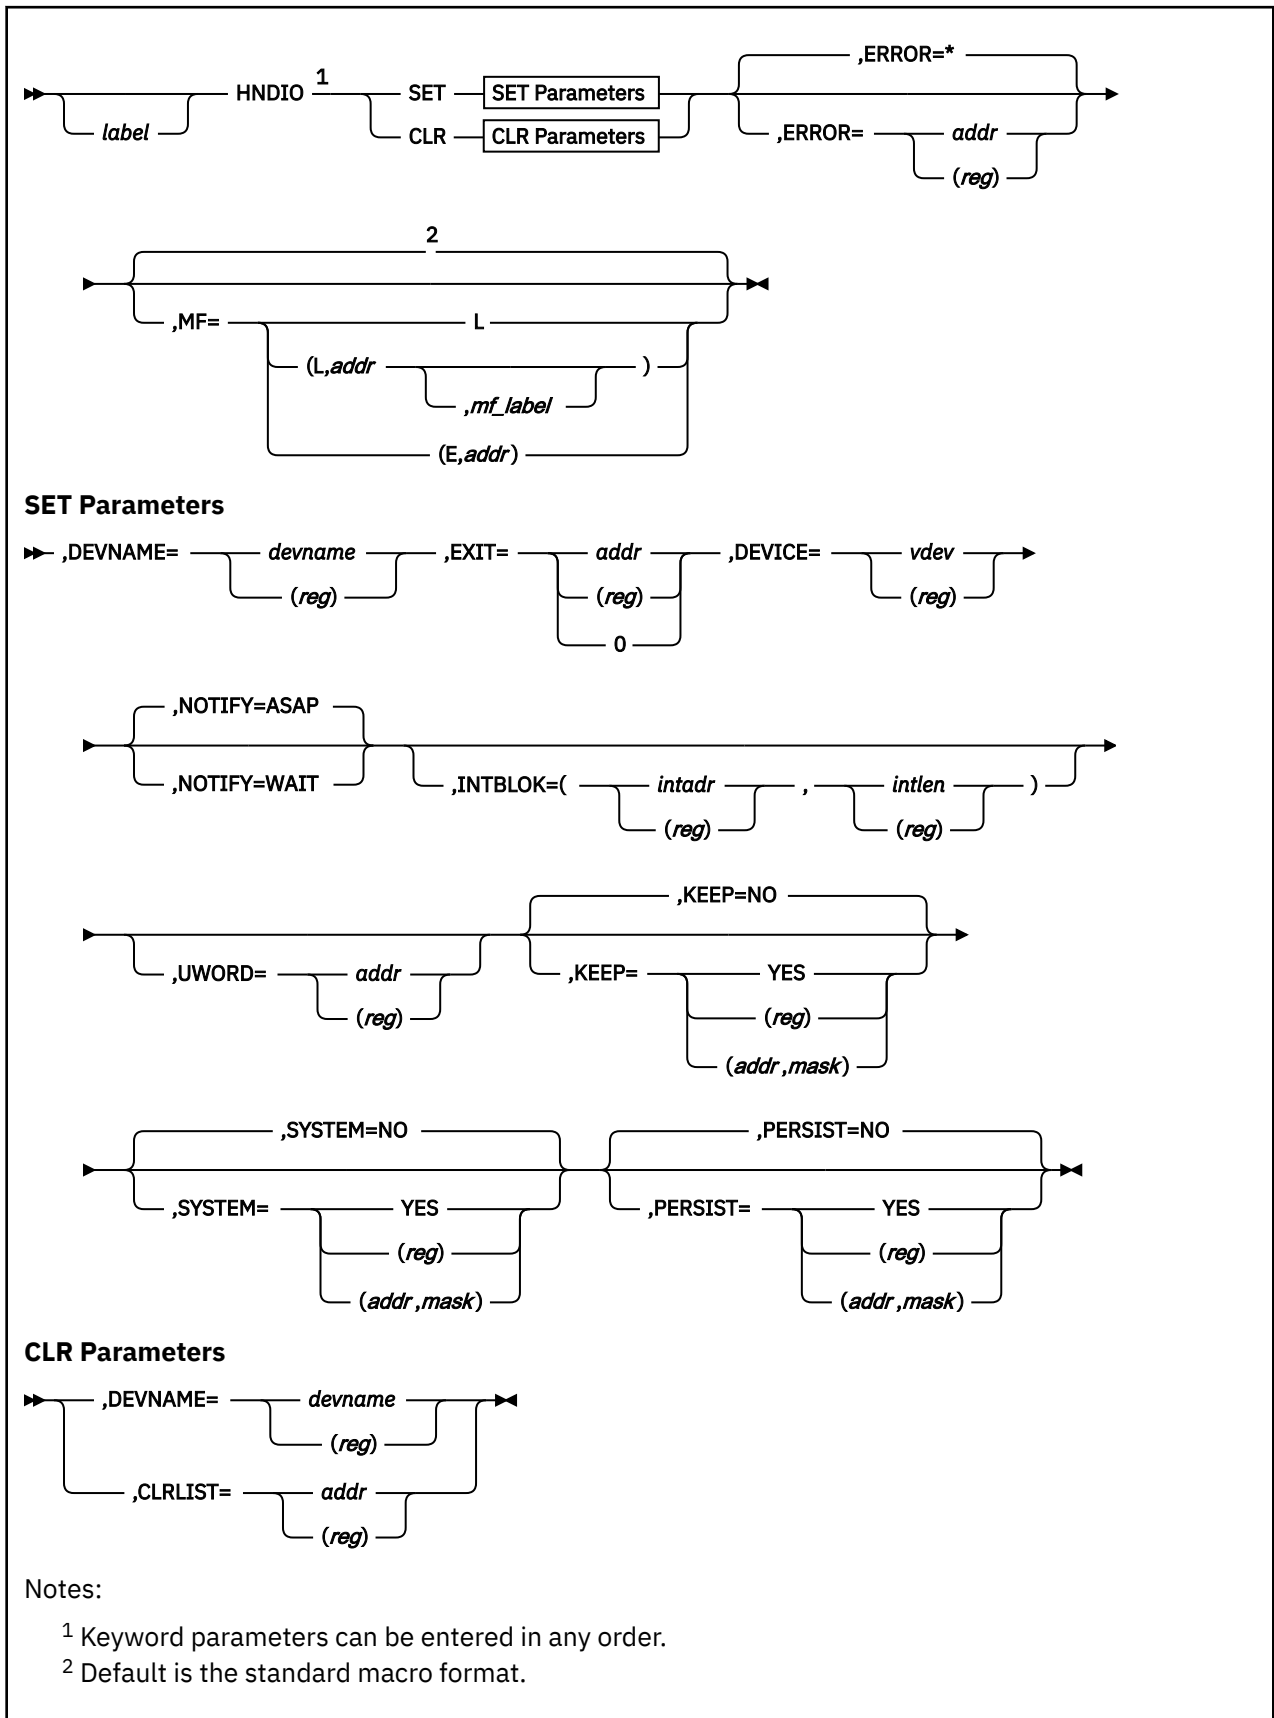 ,ERROR=*
label HNDIO 1 SET SET Parameters
CLR CLR Parameters ,ERROR= addr
(reg)
2
,MF= L
(L,addr )
,mf_label
(E,addr)
SET Parameters
,DEVNAME= devname ,EXIT= addr ,DEVICE= vdev
(reg) (reg) (reg)
0
,NOTIFY=ASAP
,NOTIFY=WAIT ,INTBLOK=( intadr , intlen )
(reg) (reg)
,KEEP=NO
,UWORD= addr ,KEEP= YES
(reg) (reg)
(addr,mask)
,SYSTEM=NO ,PERSIST=NO
,SYSTEM= YES ,PERSIST= YES
(reg) (reg)
(addr,mask) (addr,mask)
CLR Parameters
,DEVNAME= devname
(reg)
,CLRLIST= addr
(reg)
Notes:
1 Keyword parameters can be entered in any order.
2 Default is the standard macro format.